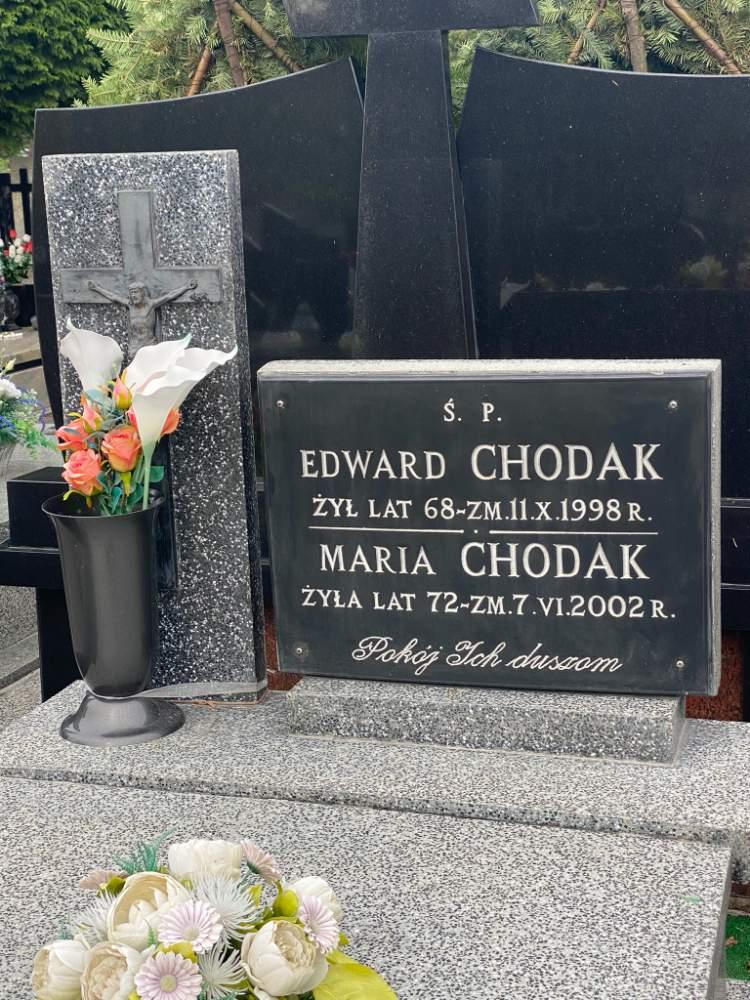 Ś. P.
EDWARD CHODAK
ŻYŁ LAT 68~ZM.11.X.1998 R.
MARIA CHODAK
ŻYŁA LAT 72~ZM.7.VI.2002 R.
Pokój Ich duszom